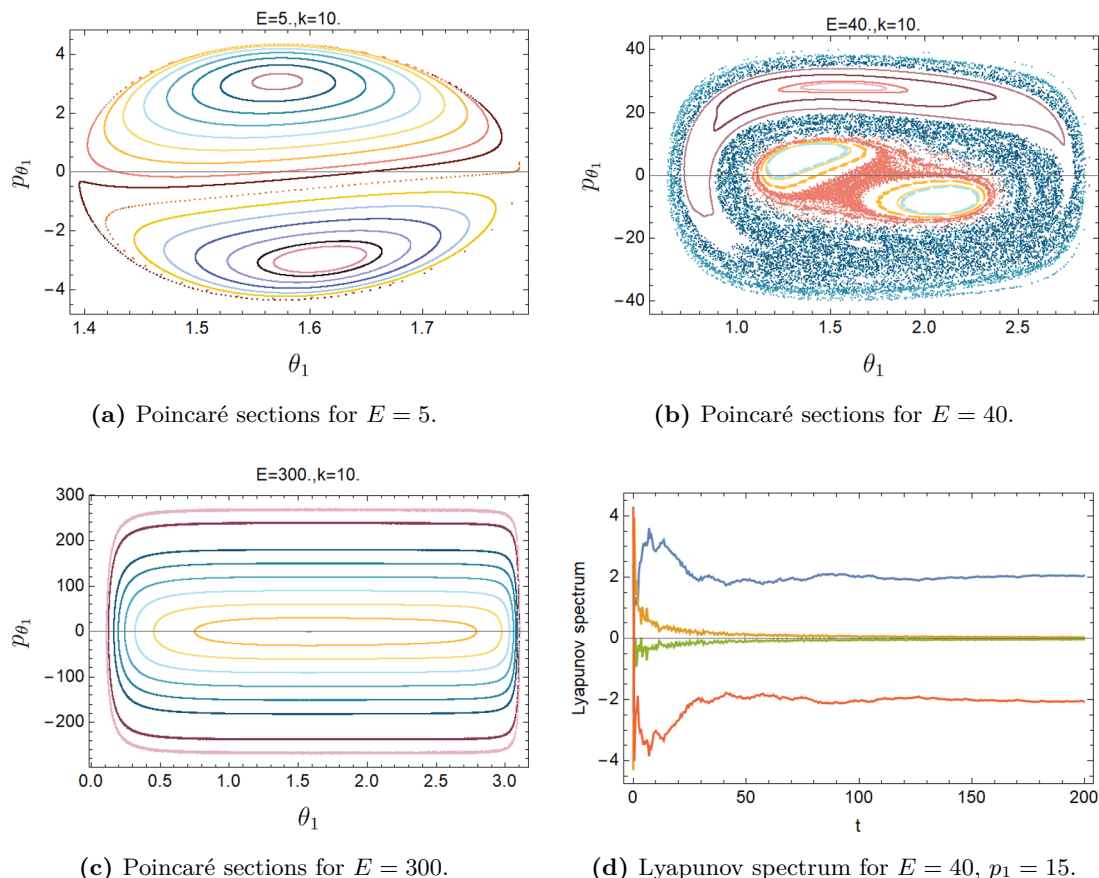 E=5.,k=10.
4
2
0
−2
−4
pθ1
1.4 1.5 1.6 1.7
θ1
(a) Poincaré sections for E = 5.
E=40.,k=10.
40
20
0
−20
−40
pθ1
1.0 1.5 2.0 2.5
θ1
(b) Poincaré sections for E = 40.
E=300.,k=10.
300
200
100
0
−100
−200
pθ1
0.0 0.5 1.0 1.5 2.0 2.5 3.0
θ1
(c) Poincaré sections for E = 300.
4
2
0
−2
−4
Lyapunov spectrum
0 50 100 150 200
t
(d) Lyapunov spectrum for E = 40, p1 = 15.